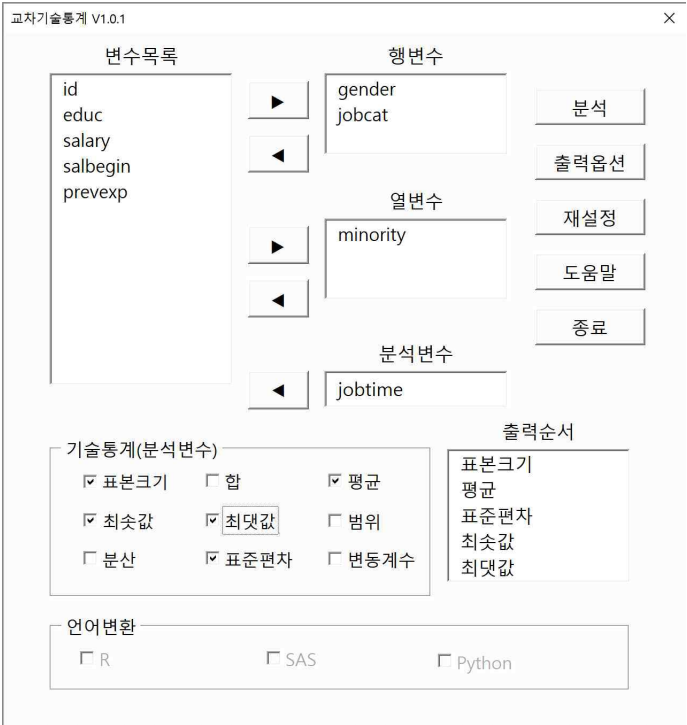 교차기술통계 V1.0.1
변수목록
id
educ
salary
salbegin
prevexp
행변수
gender
jobcat
열변수
minority
분석변수
jobtime
분석
출력옵션
재설정
도움말
종료
기술통계(분석변수)
표본크기 합 평균
최솟값 최댓값 범위
분산 표준편차 변동계수
출력순서
표본크기
평균
표준편차
최솟값
최댓값
언어변환
R SAS Python